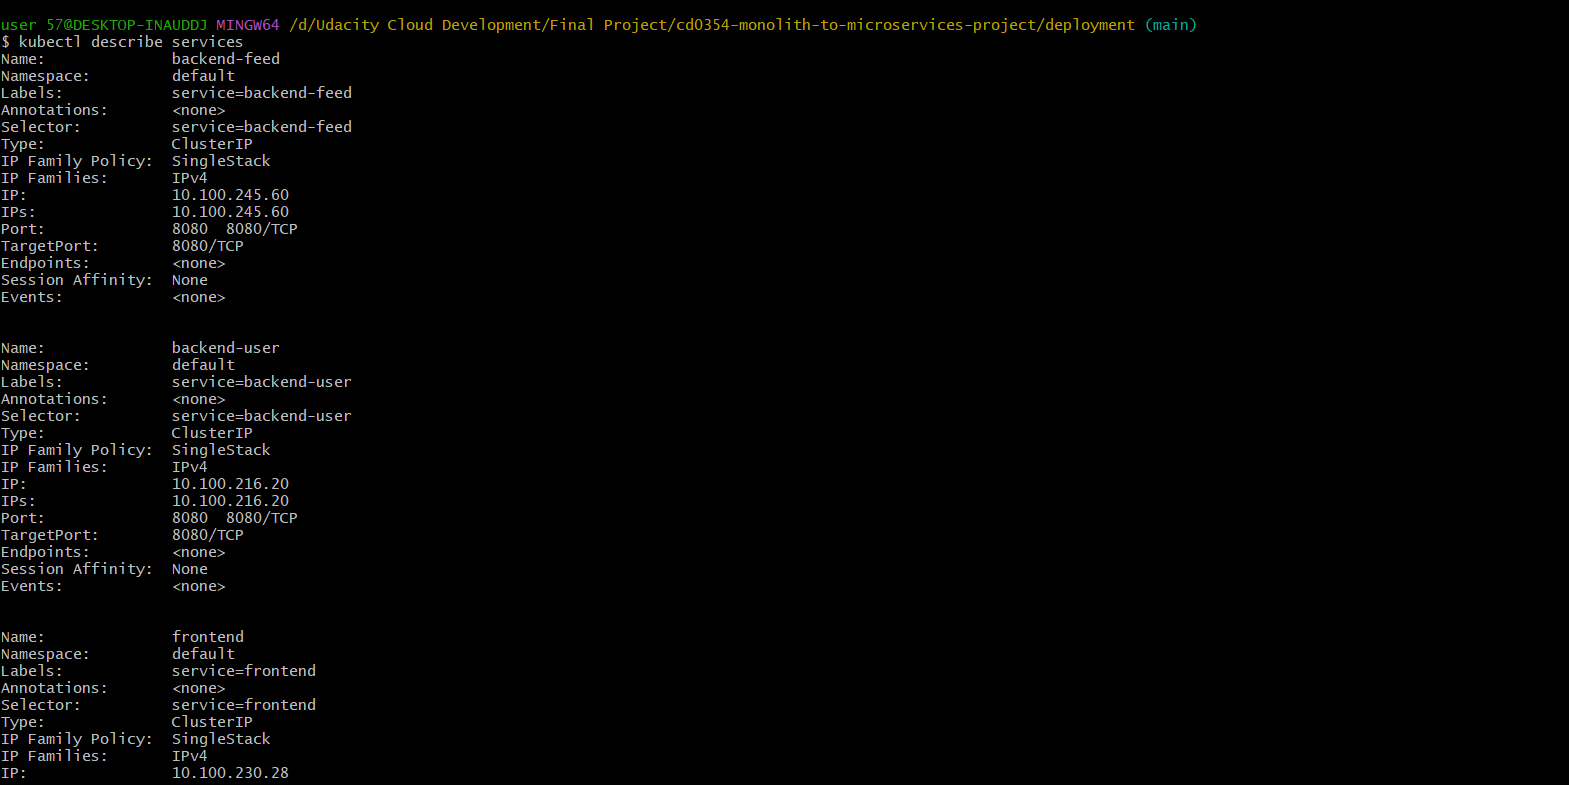 user 57@DESKTOP-INAUDDJ MINGW64 /d/Udacity Cloud Development/Final Project/cd0354-monolith-to-microservices-project/deployment (main)
$ kubectl describe services
Name:              backend-feed
Namespace:         default
Labels:            service=backend-feed
Annotations:       <none>
Selector:          service=backend-feed
Type:              ClusterIP
IP Family Policy:  SingleStack
IP Families:       IPv4
IP:                10.100.245.60
IPs:               10.100.245.60
Port:              8080  8080/TCP
TargetPort:        8080/TCP
Endpoints:         <none>
Session Affinity:  None
Events:            <none>
Name:              backend-user
Namespace:         default
Labels:            service=backend-user
Annotations:       <none>
Selector:          service=backend-user
Type:              ClusterIP
IP Family Policy:  SingleStack
IP Families:       IPv4
IP:                10.100.216.20
IPs:               10.100.216.20
Port:              8080  8080/TCP
TargetPort:        8080/TCP
Endpoints:         <none>
Session Affinity:  None
Events:            <none>
Name:              frontend
Namespace:         default
Labels:            service=frontend
Annotations:       <none>
Selector:          service=frontend
Type:              ClusterIP
IP Family Policy:  SingleStack
IP Families:       IPv4
IP:                10.100.230.28